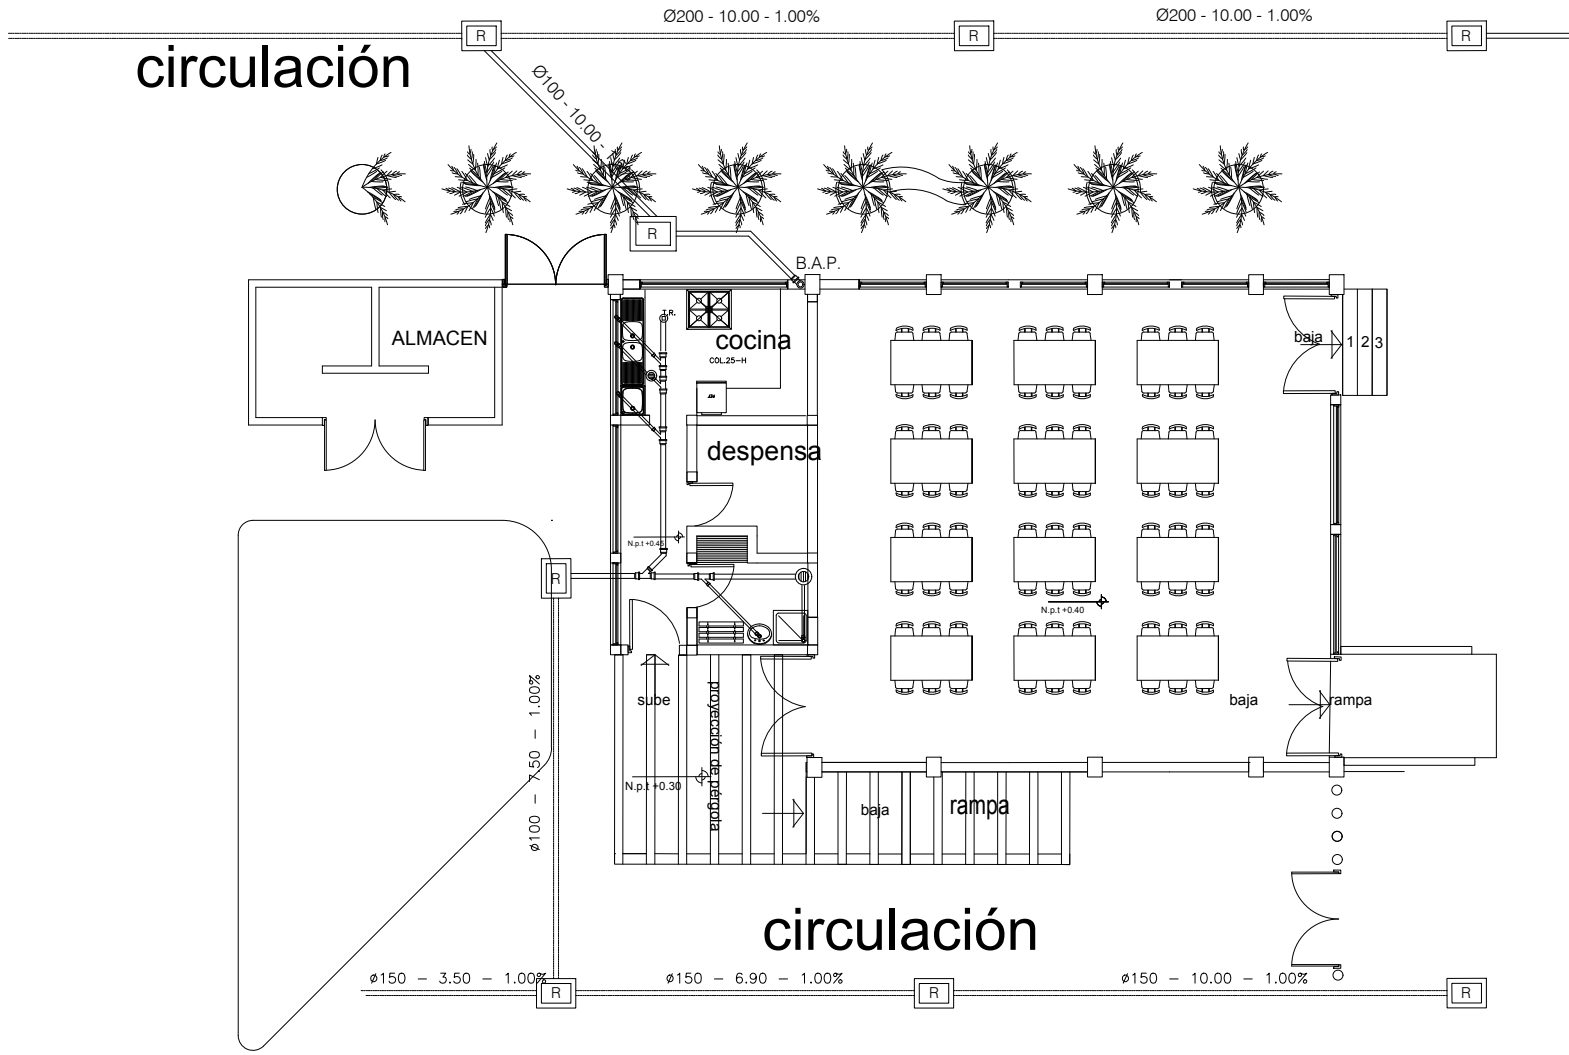 Ø200 - 10.00 - 1.00%
Ø200 - 10.00 - 1.00%
R
R
R
circulación
Ø100 - 10.00 -
R
B.A.P.
T.R.
ALMACEN
cocina
COL.25-H
baja
1 2 3
despensa
N.p.t +0.45
R
N.p.t +0.40
ø100 - 7.50 - 1.00%
sube
proyección de pérgola
baja
rampa
N.p.t +0.30
baja
rampa
circulación
ø150 - 3.50 - 1.00%
ø150 - 6.90 - 1.00%
ø150 - 10.00 - 1.00%
R
R
R